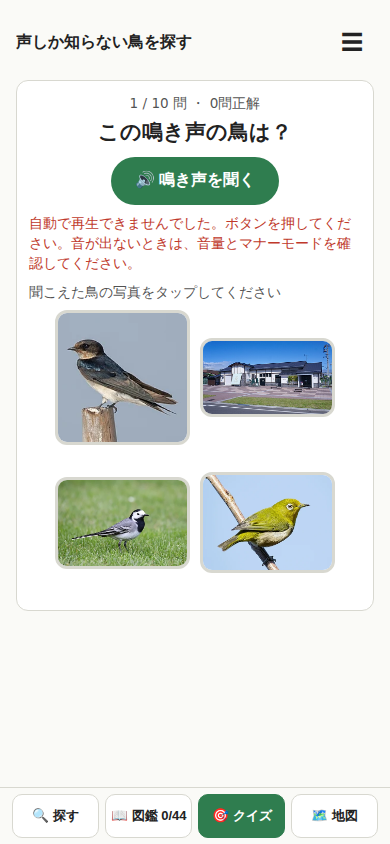 声しか知らない鳥を探す
☰
1 / 10 問 ・ 0問正解
この鳴き声の鳥は？
🔊 鳴き声を聞く
自動で再生できませんでした。ボタンを押してくだ
さい。音が出ないときは、音量とマナーモードを確
認してください。
聞こえた鳥の写真をタップしてください
🔍 探す
📖 図鑑 0/44
🎯 クイズ
🗺️ 地図